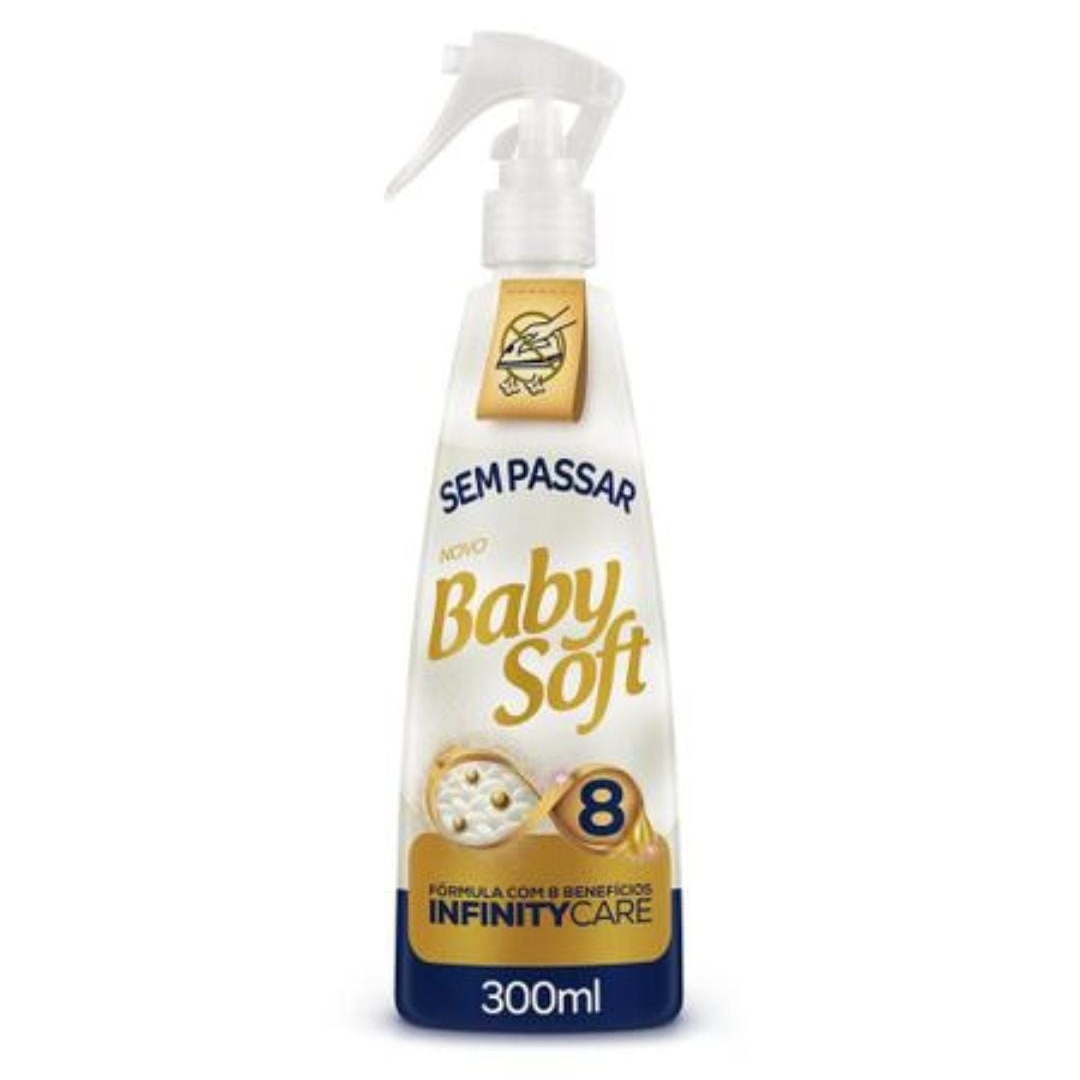 SEM PASSAR
NOVO
Baby
Soft
8
FÓRMULA COM 8 BENEFÍCIOS
INFINITYCARE
300ml